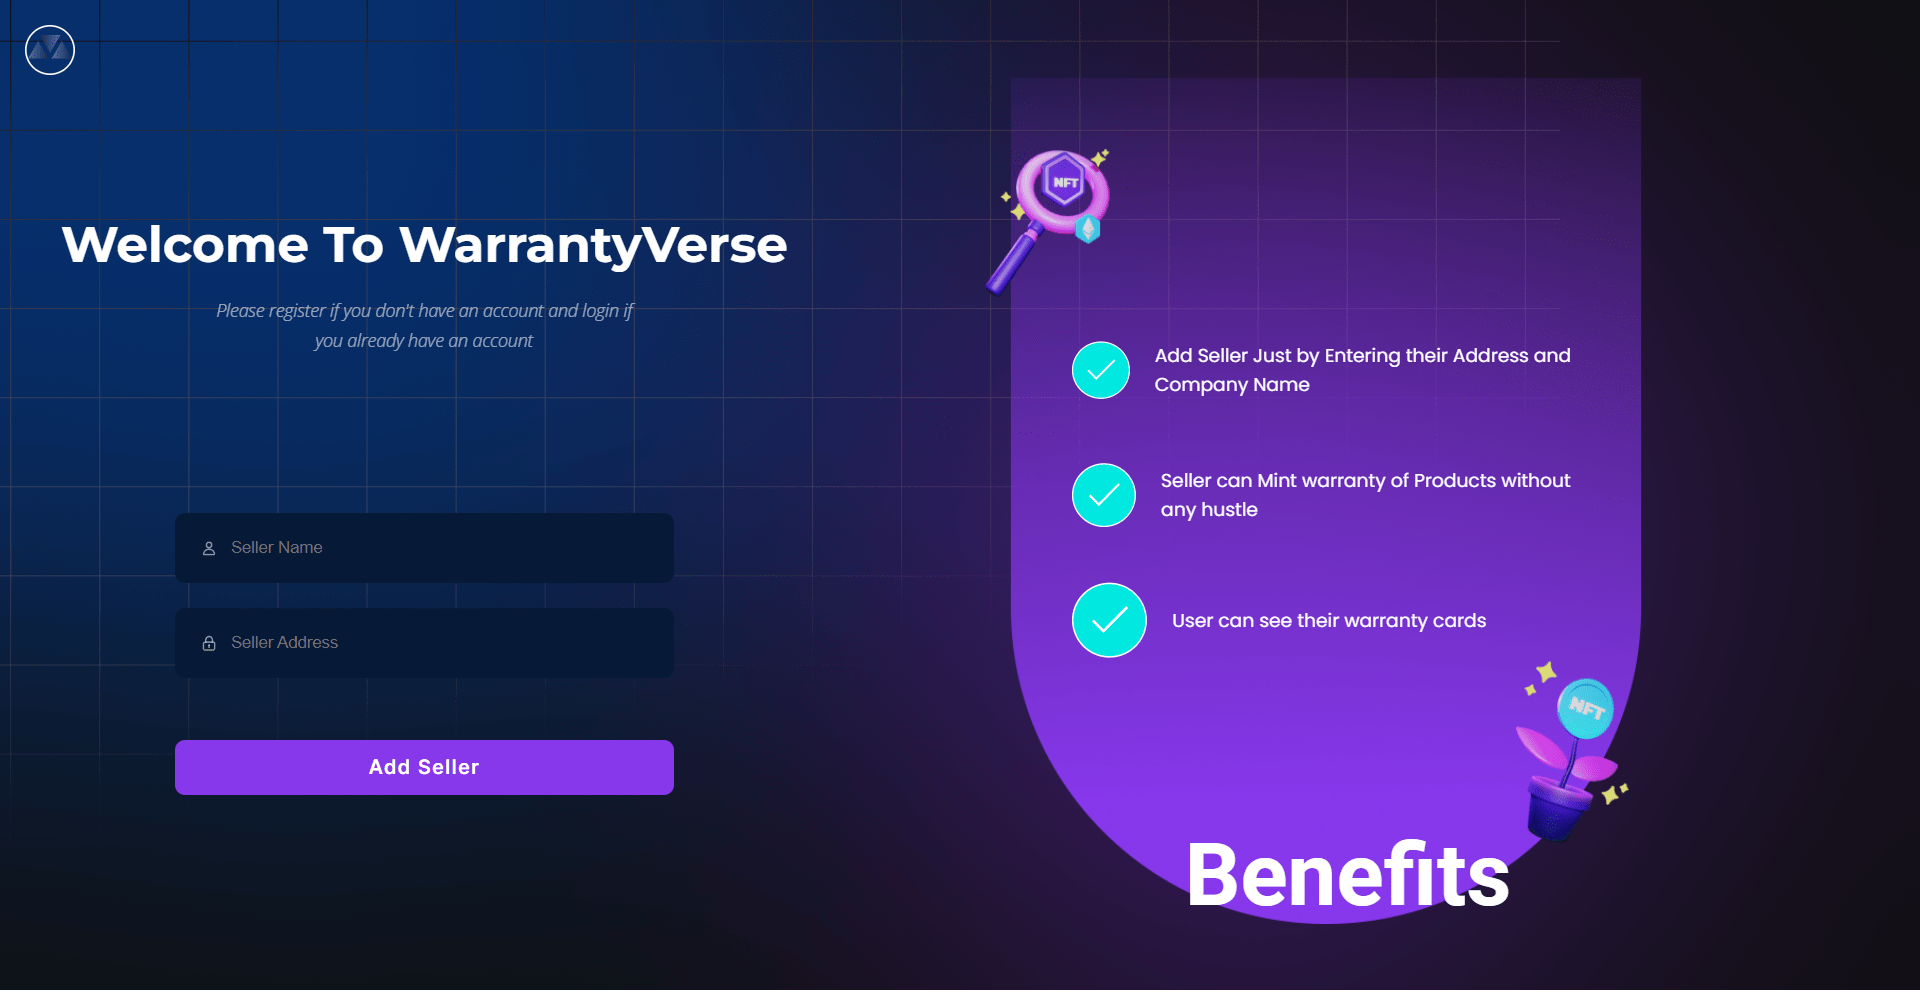 Welcome To WarrantyVerse
Please register if you don't have an account and login if
you already have an account
Seller Name
Seller Address
Add Seller
NFT
Add Seller Just by Entering their Address and
Company Name
Seller can Mint warranty of Products without
any hustle
User can see their warranty cards
NFT
Benefits